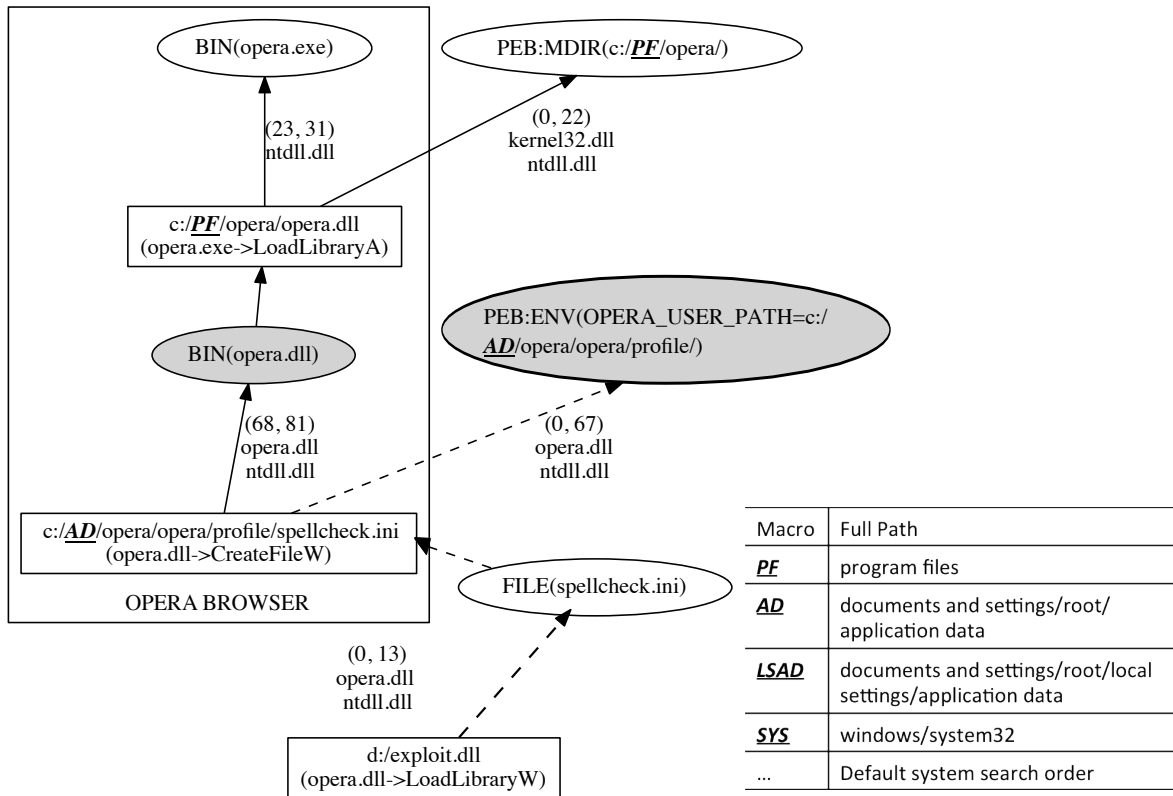 BIN(opera.exe)
PEB:MDIR(c:/PF/opera/)
(23, 31)
ntdll.dll
(0, 22)
kernel32.dll
ntdll.dll
c:/PF/opera/opera.dll
(opera.exe->LoadLibraryA)
PEB:ENV(OPERA_USER_PATH=c:/
AD/opera/opera/profile/)
BIN(opera.dll)
(68, 81)
opera.dll
ntdll.dll
(0, 67)
opera.dll
ntdll.dll
c:/AD/opera/opera/profile/spellcheck.ini
(opera.dll->CreateFileW)
OPERA BROWSER
FILE(spellcheck.ini)
(0, 13)
opera.dll
ntdll.dll
d:/exploit.dll
(opera.dll->LoadLibraryW)
Macro Full Path
PF program files
AD documents and settings/root/
application data
LSAD documents and settings/root/local
settings/application data
SYS windows/system32
... Default system search order